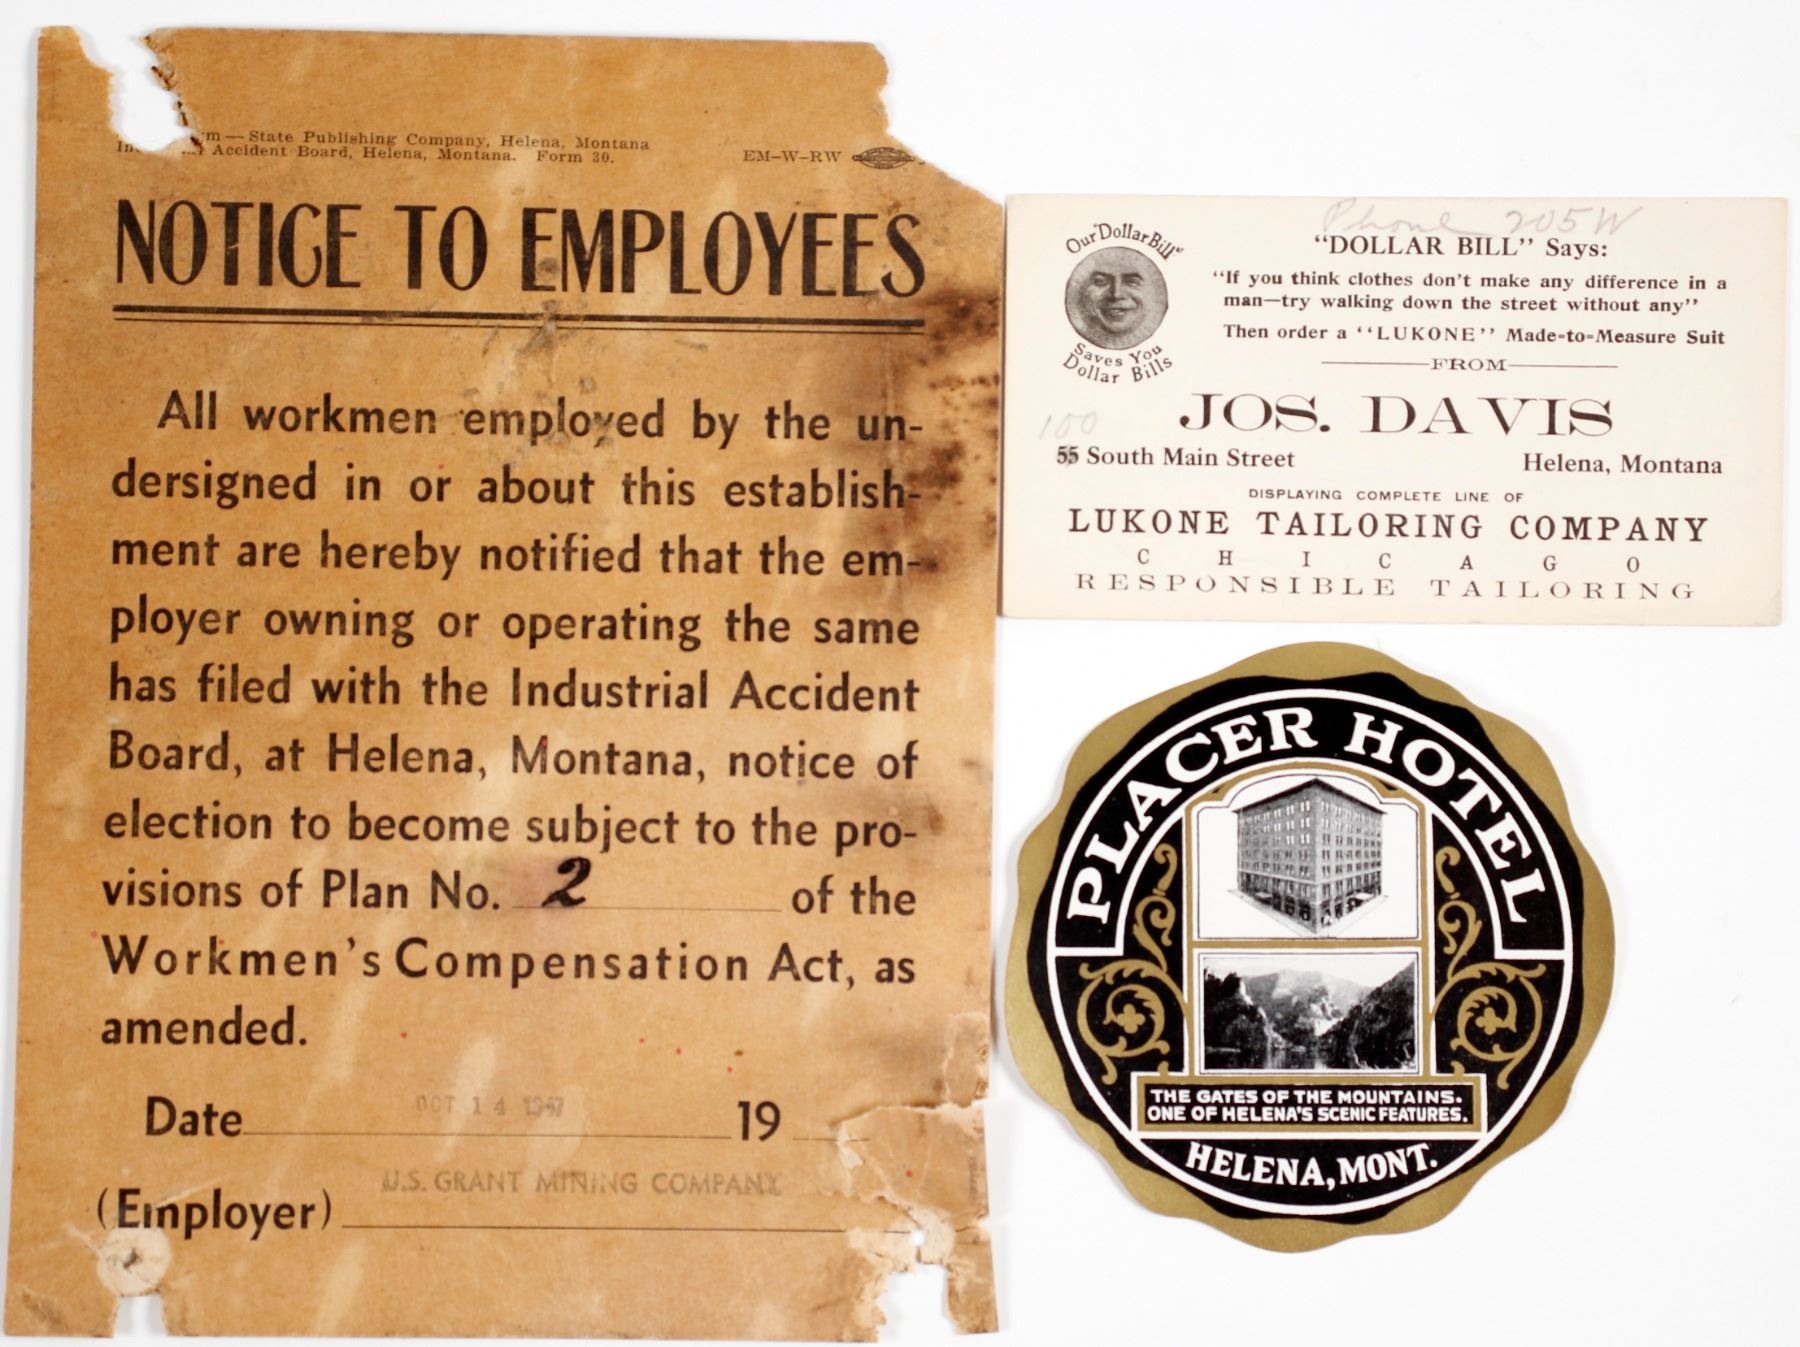 m — State Publishing Company, Helena, Montana
Accident Board, Helena, Montana. Form 30.
EM–W–RW
NOTICE TO EMPLOYEES
All workmen employed by the un-
dersigned in or about this establish-
ment are hereby notified that the em-
ployer owning or operating the same
has filed with the Industrial Accident
Board, at Helena, Montana, notice of
election to become subject to the pro-
visions of Plan No. 2 of the
Workmen's Compensation Act, as
amended.
Date OCT 14 1947 19
(Employer) U.S. GRANT MINING COMPANY
Phone 205W
Our "Dollar Bill"
Saves You
Dollar Bills
"DOLLAR BILL" Says:
"If you think clothes don't make any difference in a
man—try walking down the street without any"
Then order a "LUKONE" Made-to-Measure Suit
FROM
JOS. DAVIS
100
55 South Main Street Helena, Montana
DISPLAYING COMPLETE LINE OF
LUKONE TAILORING COMPANY
CHICAGO
RESPONSIBLE TAILORING
PLACER HOTEL
THE GATES OF THE MOUNTAINS.
ONE OF HELENA'S SCENIC FEATURES.
HELENA, MONT.